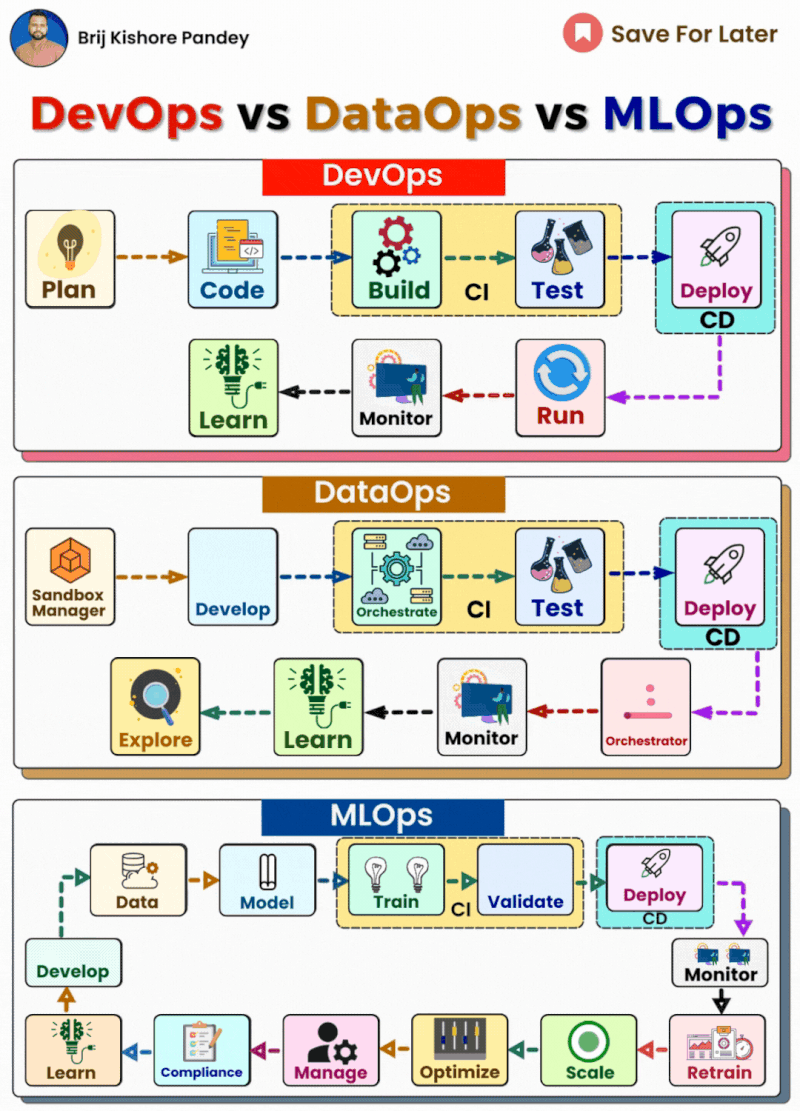 Brij Kishore Pandey
Save For Later
DevOps vs DataOps vs MLOps
DevOps
Plan
Code
</>
Build
CI
Test
Deploy
CD
Learn
Monitor
Run
DataOps
Sandbox
Manager
Develop
Orchestrate
CI
Test
Deploy
CD
Explore
Learn
Monitor
Orchestrator
MLOps
Data
Model
Train
CI
Validate
Deploy
CD
Develop
Monitor
Learn
Compliance
Manage
Optimize
Scale
Retrain